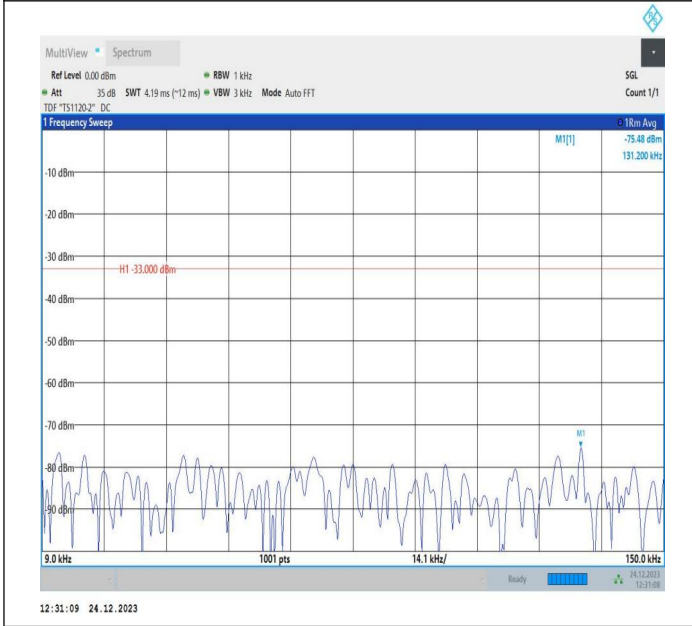 R&S
MultiView Spectrum
Ref Level 0.00 dBm RBW 1 kHz SGL
Att 35 dB SWT 4.19 ms (~12 ms) VBW 3 kHz Mode Auto FFT Count 1/1
TDF "TS1120-2" DC
1 Frequency Sweep 1Rm Avg
M1[1] -75.48 dBm
131.200 kHz
-10 dBm
-20 dBm
-30 dBm
H1 -33.000 dBm
-40 dBm
-50 dBm
-60 dBm
-70 dBm
M1
-80 dBm
-90 dBm
9.0 kHz 1001 pts 14.1 kHz/ 150.0 kHz
Ready 24.12.2023
12:31:08
12:31:09 24.12.2023